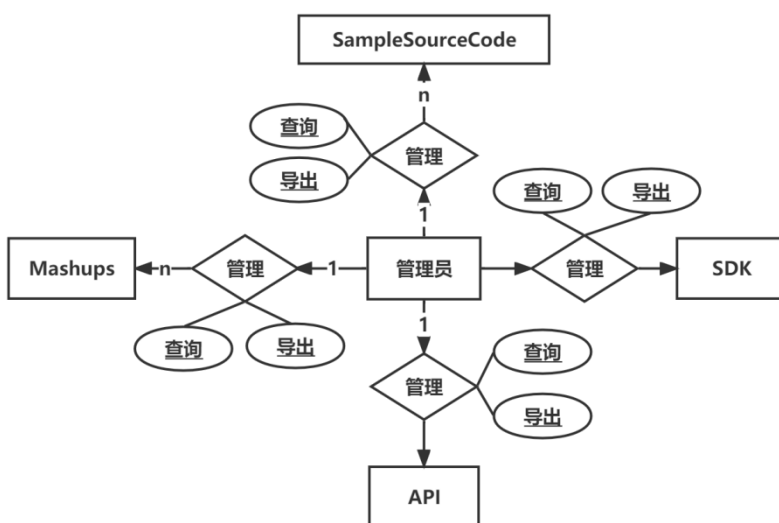 SampleSourceCode
n
查询
管理
导出
1
查询
导出
Mashups
n
管理
1
管理员
管理
SDK
查询
导出
1
管理
查询
导出
API